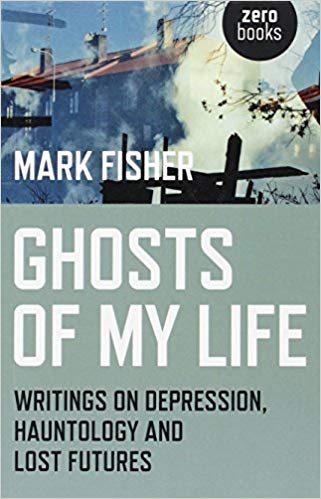 zero
books
MARK FISHER
GHOSTS
OF MY LIFE
WRITINGS ON DEPRESSION,
HAUNTOLOGY AND
LOST FUTURES